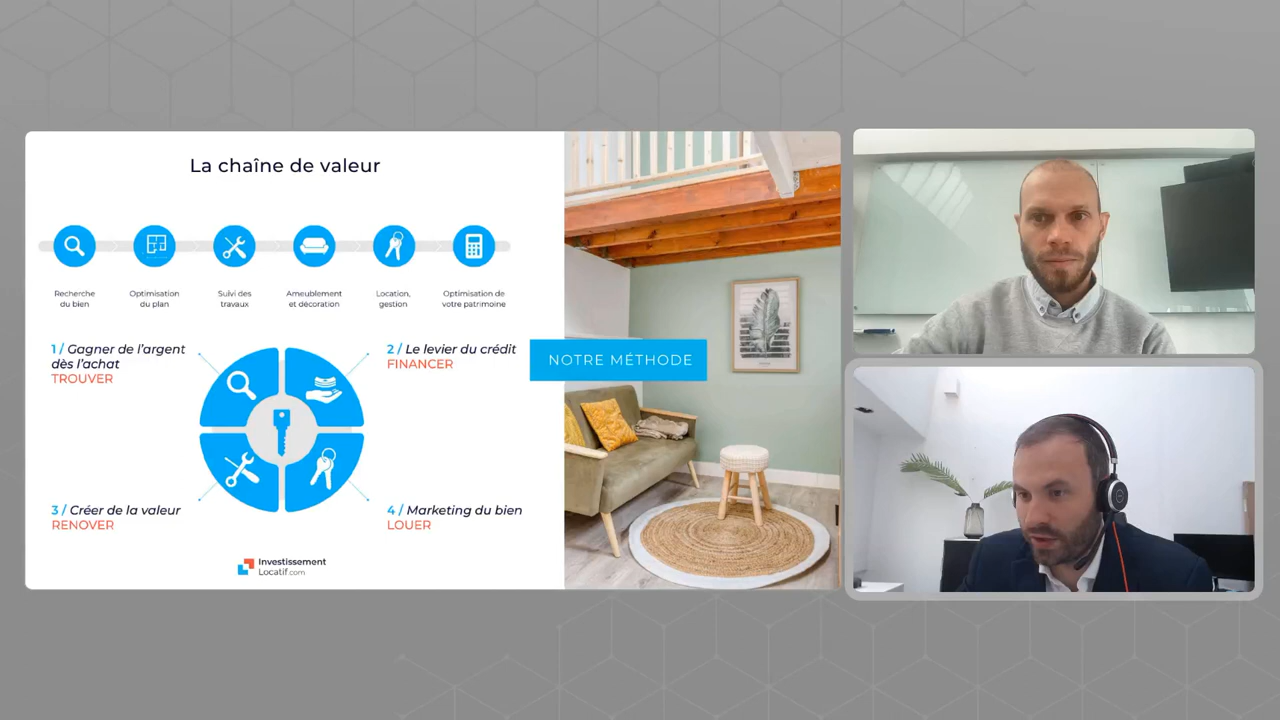 La chaîne de valeur
Recherche
du bien
Optimisation
du plan
Suivi des
travaux
Ameublement
et décoration
Location,
gestion
Optimisation de
votre patrimoine
1 / Gagner de l'argent
dès l'achat
TROUVER
2 / Le levier du crédit
FINANCER
NOTRE MÉTHODE
3 / Créer de la valeur
RENOVER
4 / Marketing du bien
LOUER
Investissement
Locatif.com